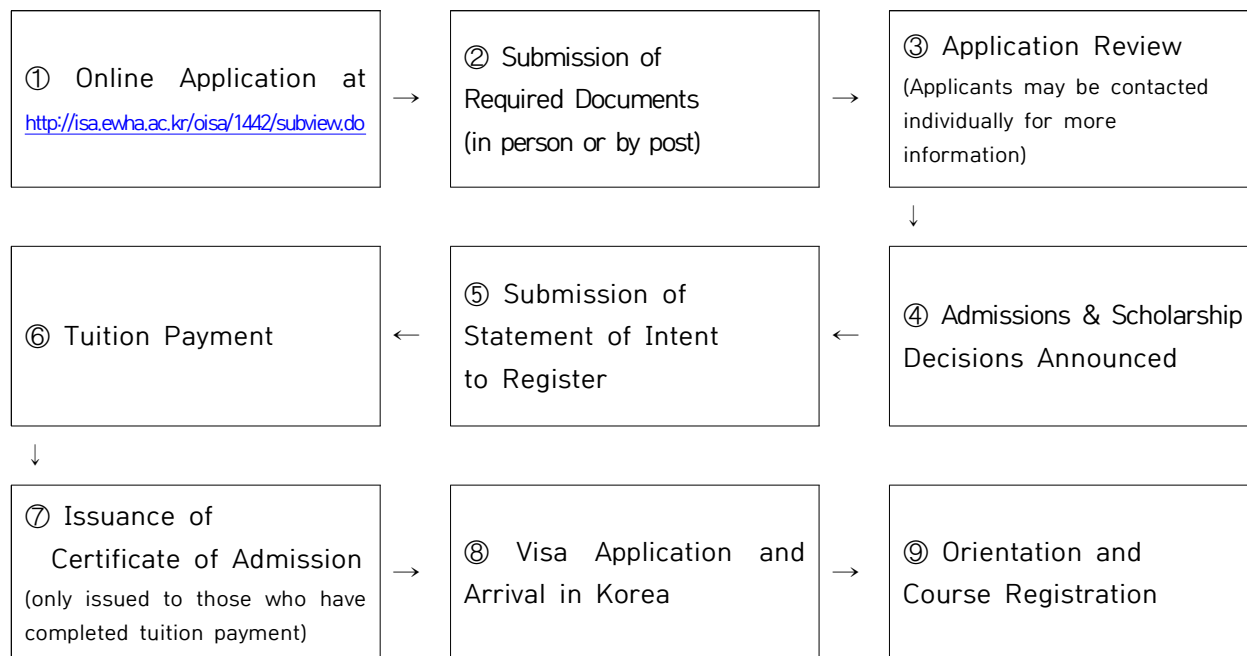 ① Online Application at
http://isa.ewha.ac.kr/oisa/1442/subview.do
→
② Submission of
Required Documents
(in person or by post)
→
③ Application Review
(Applicants may be contacted
individually for more
information)
↓
④ Admissions & Scholarship
Decisions Announced
←
⑤ Submission of
Statement of Intent
to Register
←
⑥ Tuition Payment
↓
⑦ Issuance of
Certificate of Admission
(only issued to those who have
completed tuition payment)
→
⑧ Visa Application and
Arrival in Korea
→
⑨ Orientation and
Course Registration